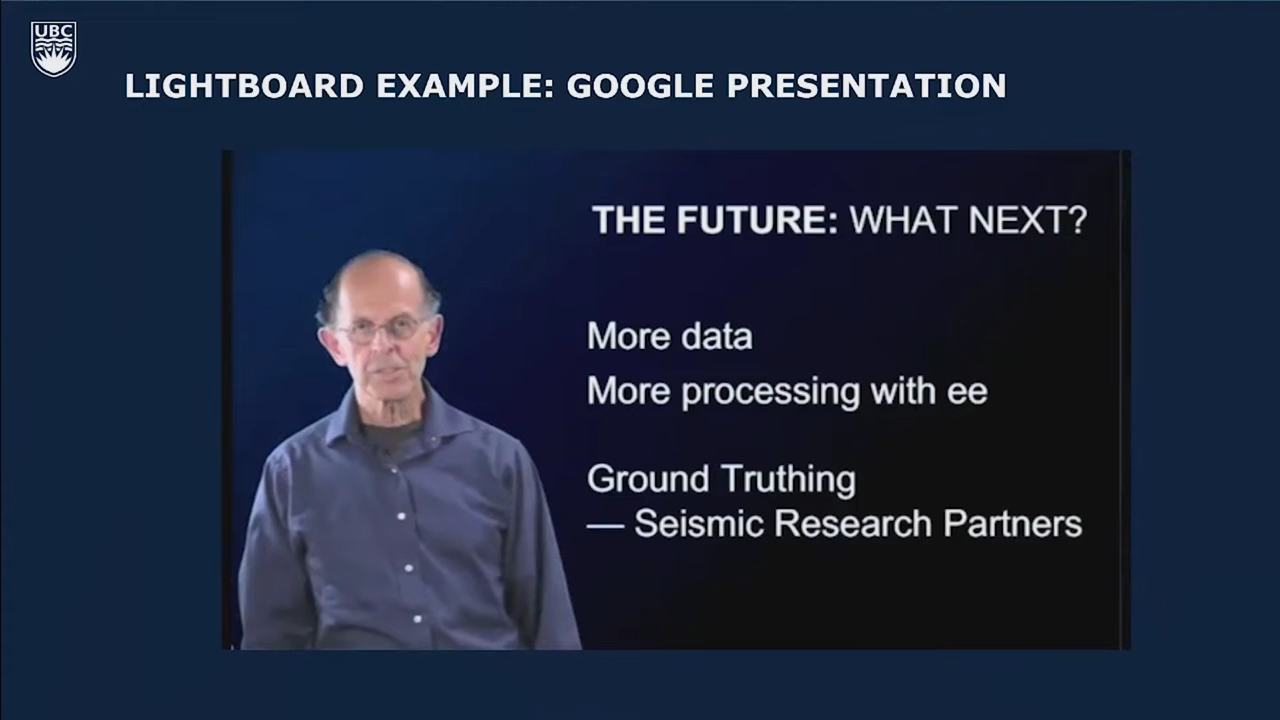 UBC
LIGHTBOARD EXAMPLE: GOOGLE PRESENTATION
THE FUTURE: WHAT NEXT?
More data
More processing with ee
Ground Truthing
— Seismic Research Partners